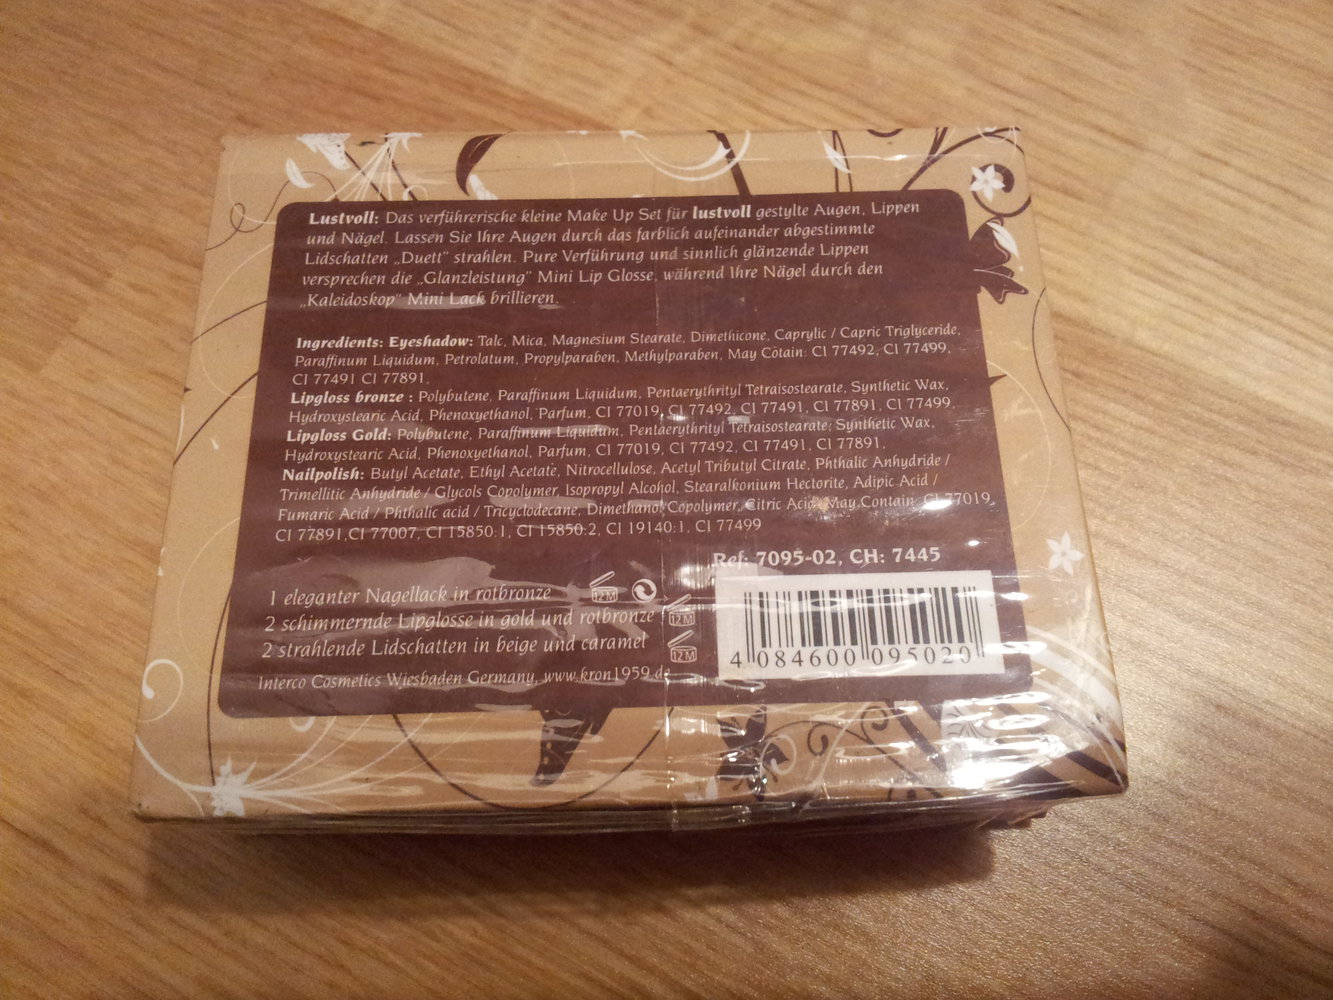 Lustvoll: Das verführerische kleine Make Up Set für lustvoll gestylte Augen, Lippen
und Nägel. Lassen Sie Ihre Augen durch das farblich aufeinander abgestimmte
Lidschatten „Duett" strahlen. Pure Verführung und sinnlich glänzende Lippen
versprechen die „Glanzleistung" Mini Lip Glosse, während Ihre Nägel durch den
„Kaleidoskop" Mini Lack brillieren.
Ingredients: Eyeshadow: Talc, Mica, Magnesium Stearate, Dimethicone, Caprylic / Capric Triglyceride,
Paraffinum Liquidum, Petrolatum, Propylparaben, Methylparaben, May Cotain: CI 77492, CI 77499,
CI 77491 CI 77891,
Lipgloss bronze : Polybutene, Paraffinum Liquidum, Pentaerythrityl Tetraisostearate, Synthetic Wax,
Hydroxystearic Acid, Phenoxyethanol, Parfum, CI 77019, CI 77492, CI 77491, CI 77891, CI 77499,
Lipgloss Gold: Polybutene, Paraffinum Liquidum, Pentaerythrityl Tetraisostearate, Synthetic Wax,
Hydroxystearic Acid, Phenoxyethanol, Parfum, CI 77019, CI 77492, CI 77491, CI 77891,
Nailpolish: Butyl Acetate, Ethyl Acetate, Nitrocellulose, Acetyl Tributyl Citrate, Phthalic Anhydride /
Trimellitic Anhydride / Glycols Copolymer, Isopropyl Alcohol, Stearalkonium Hectorite, Adipic Acid /
Fumaric Acid / Phthalic acid / Tricyclodecane, Dimethanol Copolymer, Citric Acid, May Contain: CI 77019,
CI 77891,CI 77007, CI 15850:1, CI 15850:2, CI 19140:1, CI 77499
Ref: 7095-02, CH: 7445
1 eleganter Nagellack in rotbronze 12 M
2 schimmernde Lipglosse in gold und rotbronze 12 M
2 strahlende Lidschatten in beige und caramel 12 M
4 084600 095020
Interco Cosmetics Wiesbaden Germany, www.kron1959.de